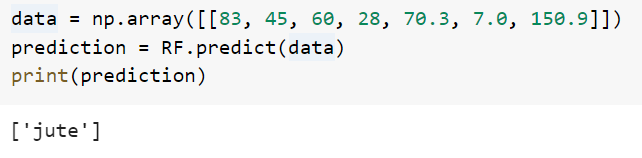 data = np.array([[83, 45, 60, 28, 70.3, 7.0, 150.9]])
prediction = RF.predict(data)
print(prediction)
['jute']